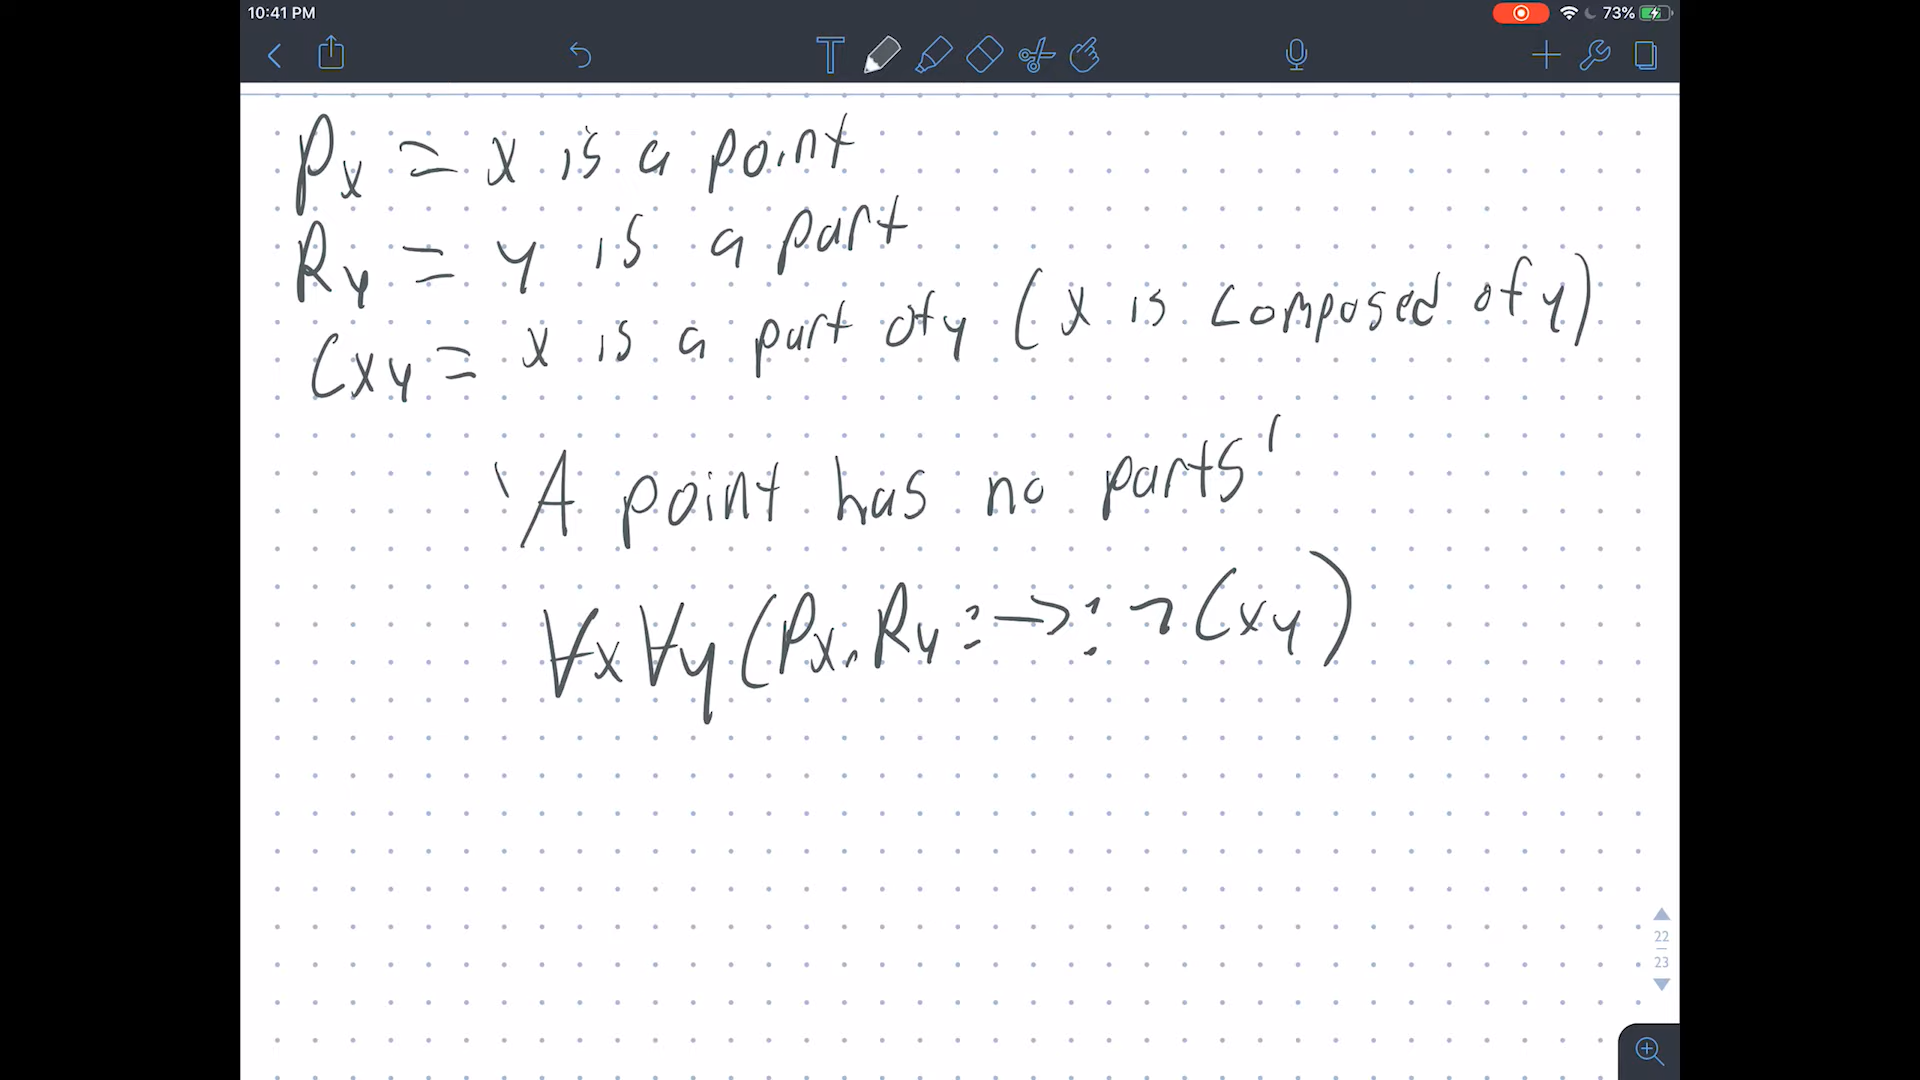 10:41 PM 73%
T
Px = x is a point
Ry = y is a part
Cxy = x is a part of y (x is composed of y)
'A point has no parts'
∀x∀y(Px∧Ry :→: ¬Cxy)
22
23